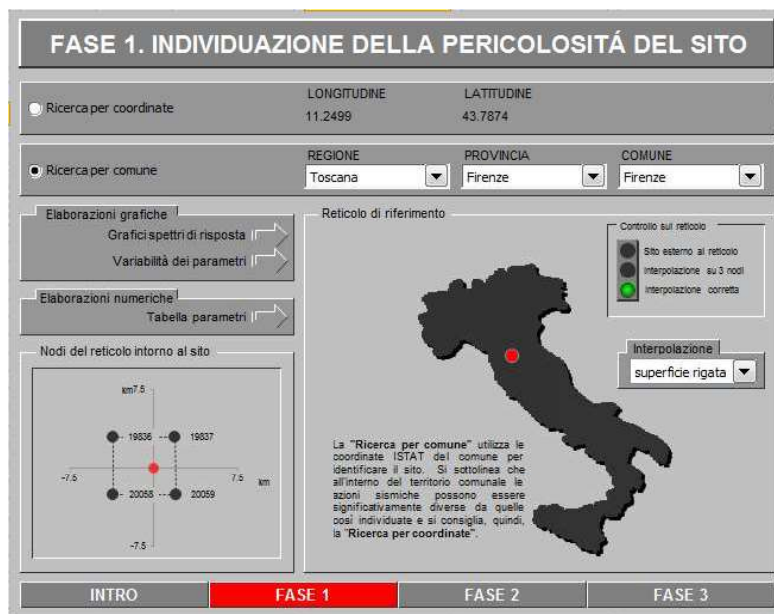 FASE 1. INDIVIDUAZIONE DELLA PERICOLOSITÁ DEL SITO
Ricerca per coordinate
LONGITUDINE
LATITUDINE
11.2499
43.7874
Ricerca per comune
REGIONE
PROVINCIA
COMUNE
Toscana
Firenze
Firenze
Elaborazioni grafiche
Grafici spettri di risposta
Variabilità dei parametri
Elaborazioni numeriche
Tabella parametri
Nodi del reticolo intorno al sito
km7.5
19836
19837
-7.5
7.5
km
20058
20059
-7.5
Reticolo di riferimento
Controllo sul reticolo
Sito esterno al reticolo
Interpolazione su 3 nodi
Interpolazione corretta
Interpolazione
superficie rigata
La "Ricerca per comune" utilizza le
coordinate ISTAT del comune per
identificare il sito. Si sottolinea che
all'interno del territorio comunale le
azioni sismiche possono essere
significativamente diverse da quelle
così individuate e si consiglia, quindi,
la "Ricerca per coordinate".
INTRO
FASE 1
FASE 2
FASE 3